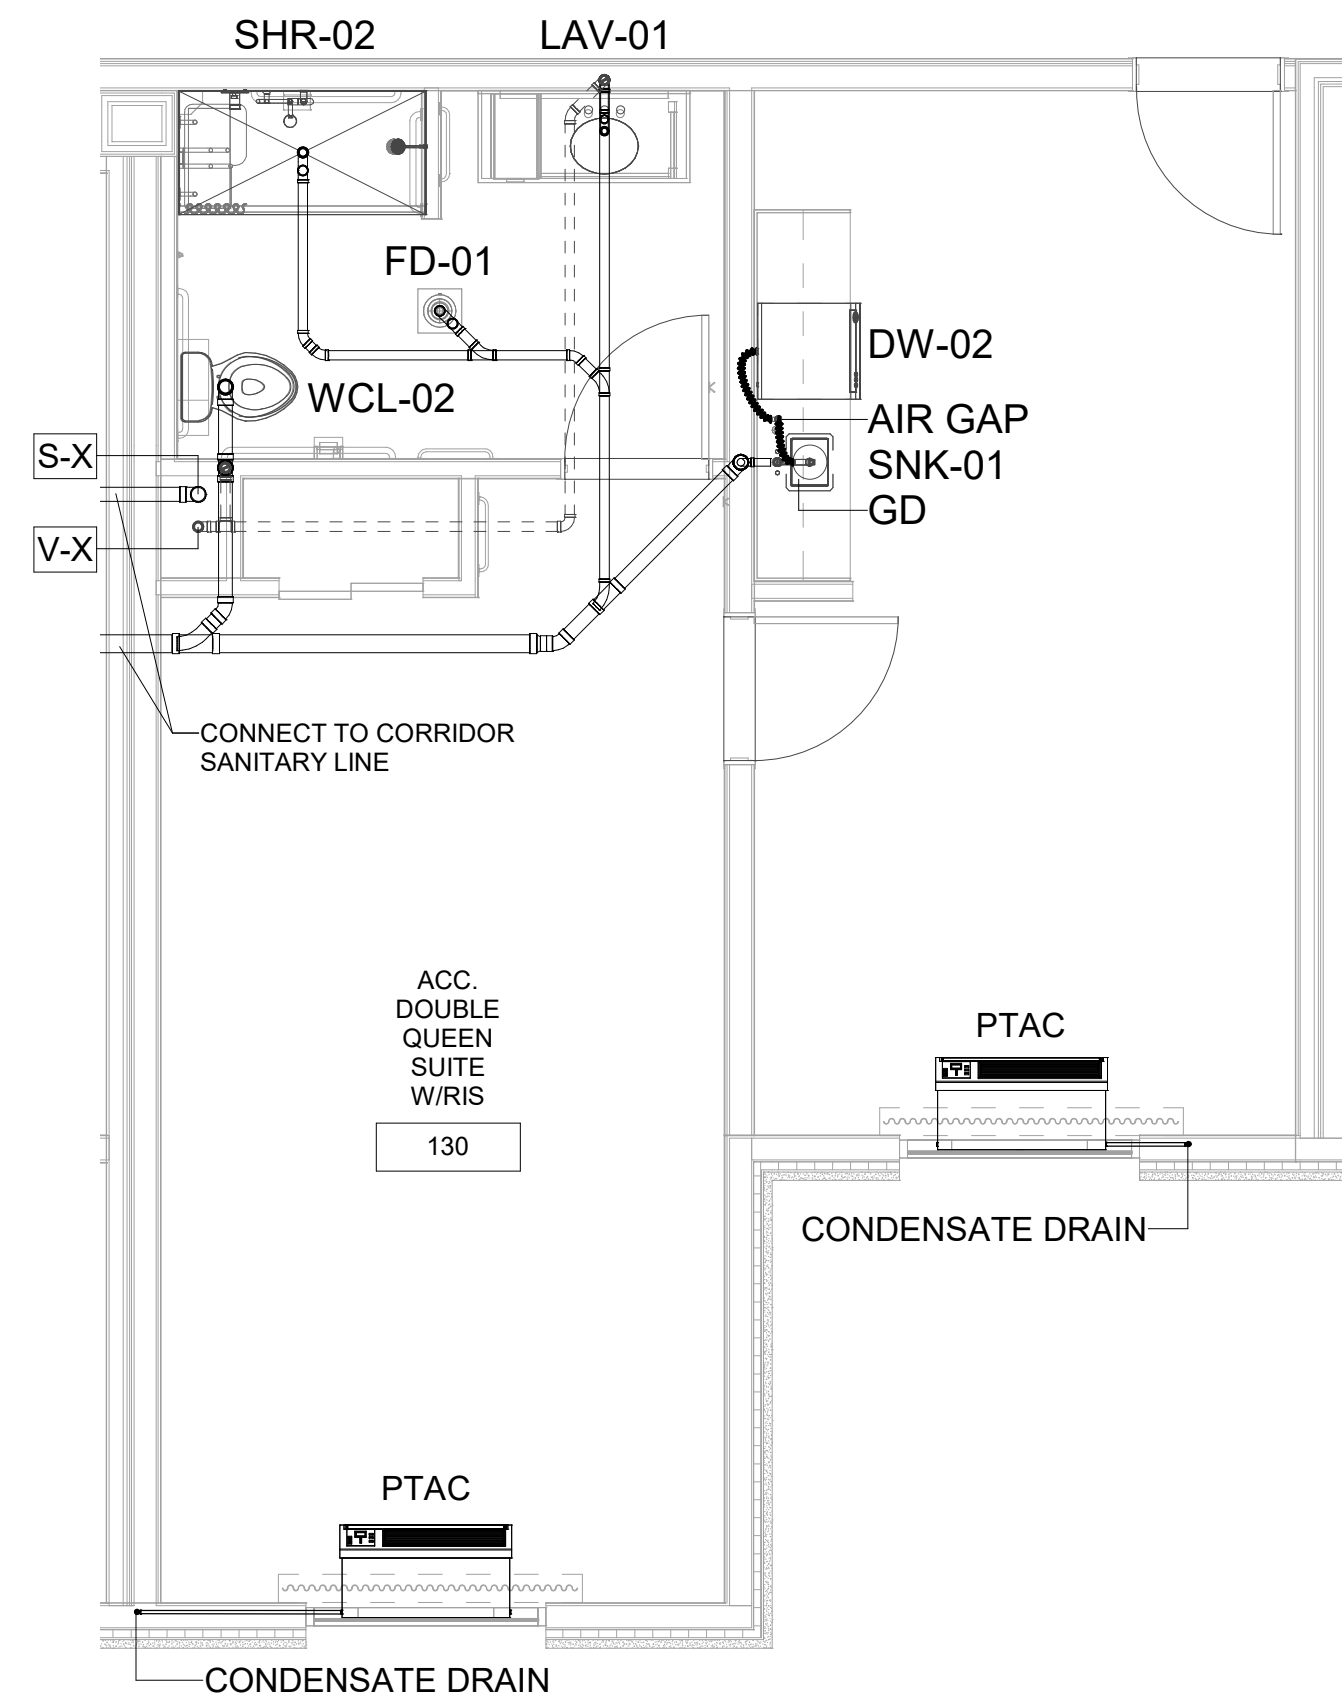 SHR-02
LAV-01
FD-01
DW-02
WCL-02
AIR GAP
SNK-01
GD
S-X
V-X
CONNECT TO CORRIDOR
SANITARY LINE
ACC.
DOUBLE
QUEEN
SUITE
W/RIS
130
PTAC
CONDENSATE DRAIN
PTAC
CONDENSATE DRAIN